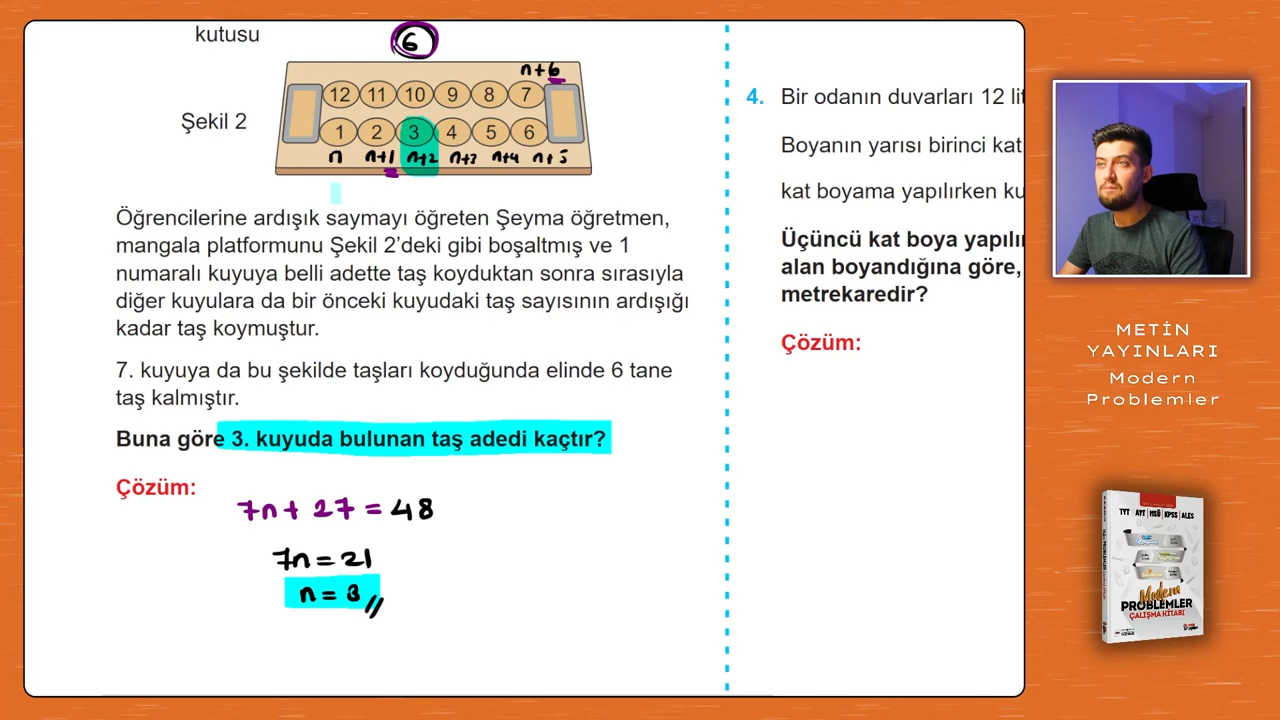 kutusu
6
n+6
12 11 10 9 8 7
Şekil 2
1 2 3 4 5 6
n n+1 n+2 n+3 n+4 n+5
Öğrencilerine ardışık saymayı öğreten Şeyma öğretmen,
mangala platformunu Şekil 2'deki gibi boşaltmış ve 1
numaralı kuyuya belli adette taş koyduktan sonra sırasıyla
diğer kuyulara da bir önceki kuyudaki taş sayısının ardışığı
kadar taş koymuştur.
7. kuyuya da bu şekilde taşları koyduğunda elinde 6 tane
taş kalmıştır.
Buna göre 3. kuyuda bulunan taş adedi kaçtır?
Çözüm:
7n + 27 = 48
7n = 21
n = 3
4. Bir odanın duvarları 12 lit
Boyanın yarısı birinci kat
kat boyama yapılırken ku
Üçüncü kat boya yapılır
alan boyandığına göre,
metrekaredir?
Çözüm:
METİN
YAYINLARI
Modern
Problemler
TYT AYT MSÜ KPSS ALES
Modern
PROBLEMLER
ÇALIŞMA KİTABI